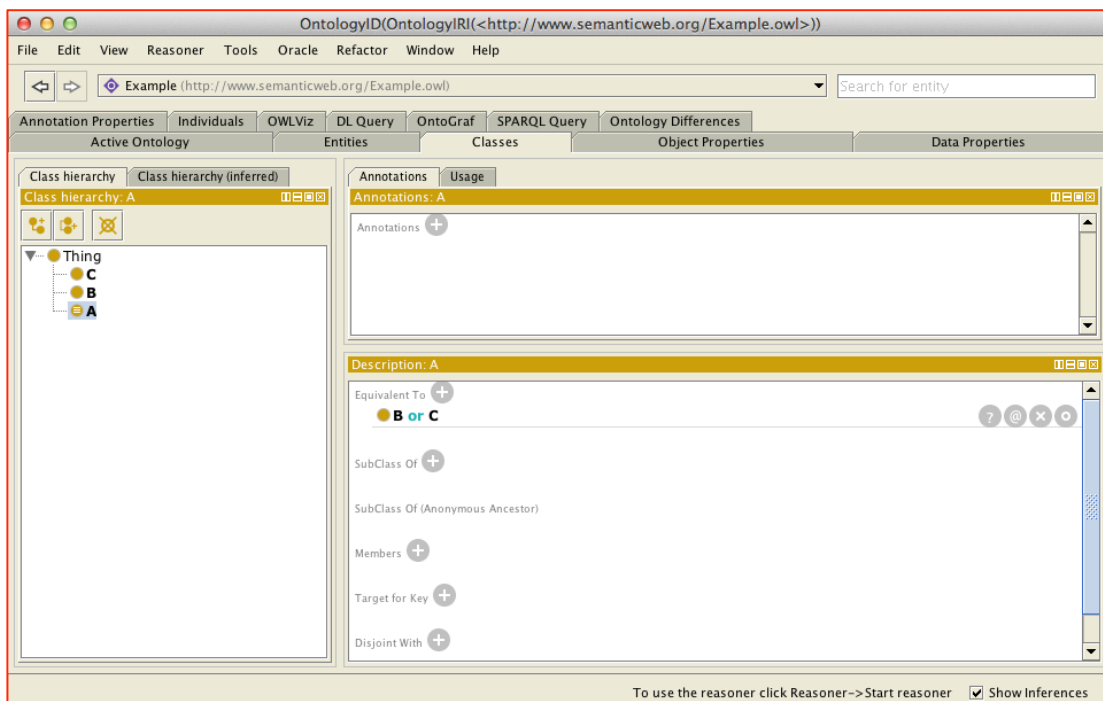 OntologyID(OntologyIRI(<http://www.semanticweb.org/Example.owl>))
File Edit View Reasoner Tools Oracle Refactor Window Help
Example (http://www.semanticweb.org/Example.owl)
Search for entity
Annotation Properties Individuals OWLViz DL Query OntoGraf SPARQL Query Ontology Differences
Active Ontology Entities Classes Object Properties Data Properties
Class hierarchy Class hierarchy (inferred)
Class hierarchy: A
Thing
C
B
A
Annotations Usage
Annotations: A
Annotations
Description: A
Equivalent To
B or C
SubClass Of
SubClass Of (Anonymous Ancestor)
Members
Target for Key
Disjoint With
To use the reasoner click Reasoner->Start reasoner Show Inferences